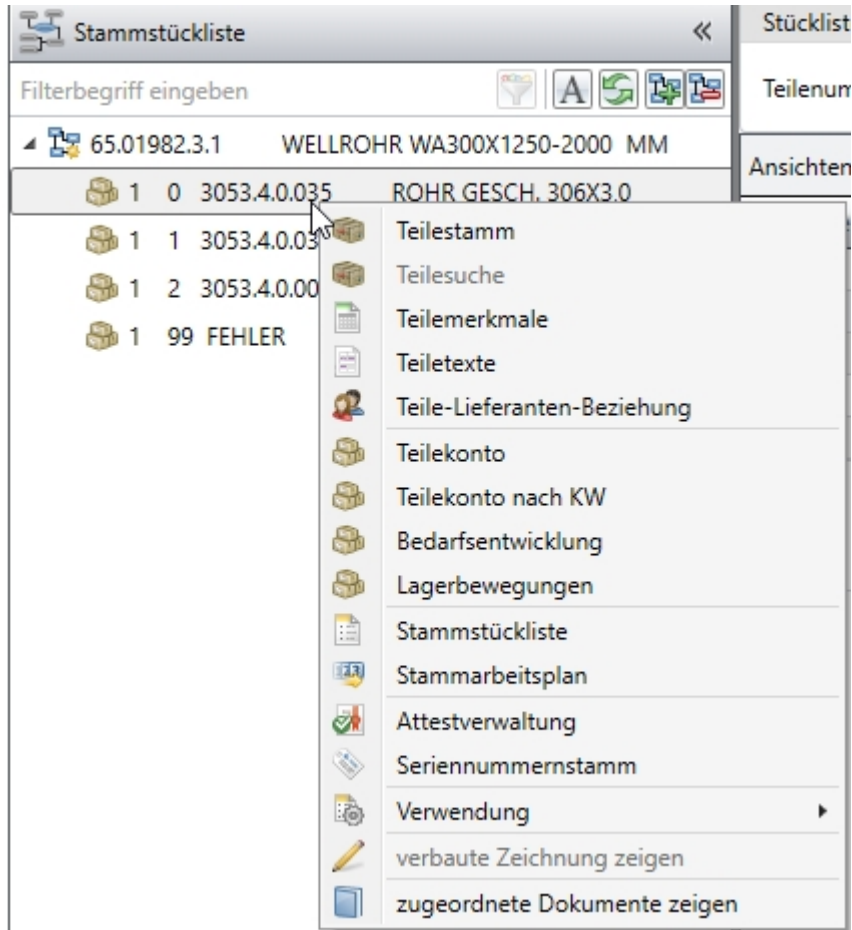 Stammstückliste
Filterbegriff eingeben
A
65.01982.3.1 WELLROHR WA300X1250-2000 MM
1 0 3053.4.0.035 ROHR GESCH. 306X3.0
1 1 3053.4.0.03
1 2 3053.4.0.00
1 99 FEHLER
Stücklist
Teilenum
Ansichten
Teilestamm
Teilesuche
Teilemerkmale
Teiletexte
Teile-Lieferanten-Beziehung
Teilekonto
Teilekonto nach KW
Bedarfsentwicklung
Lagerbewegungen
Stammstückliste
Stammarbeitsplan
Attestverwaltung
Seriennummernstamm
Verwendung
verbaute Zeichnung zeigen
zugeordnete Dokumente zeigen